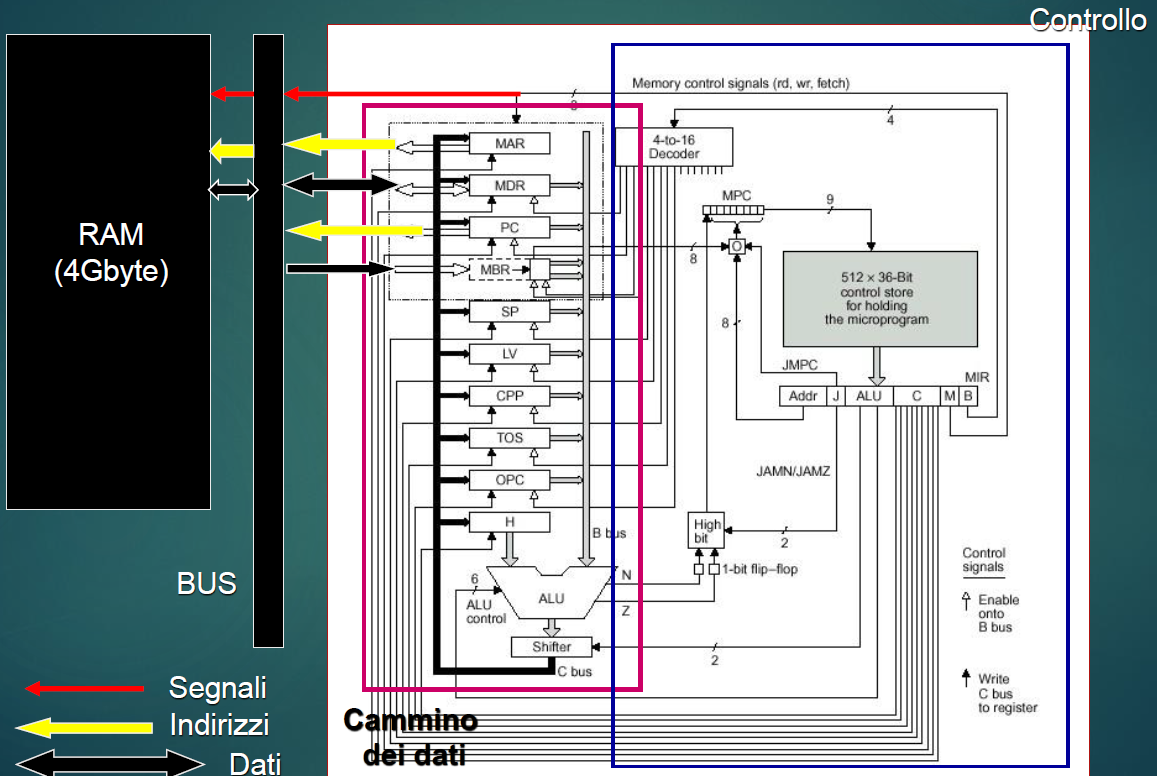 Controllo
Memory control signals (rd, wr, fetch)
3
4
4-to-16
Decoder
MAR
MDR
PC
MBR
SP
LV
CPP
TOS
OPC
H
B bus
MPC
9
O
8
8
512 × 36-Bit
control store
for holding
the microprogram
JMPC
MIR
Addr
J
ALU
C
M
B
JAMN/JAMZ
High
bit
2
1-bit flip–flop
N
Z
6
ALU
control
ALU
Shifter
C bus
2
Control
signals
Enable
onto
B bus
Write
C bus
to register
RAM
(4Gbyte)
BUS
Segnali
Indirizzi
Dati
Cammino
dei dati